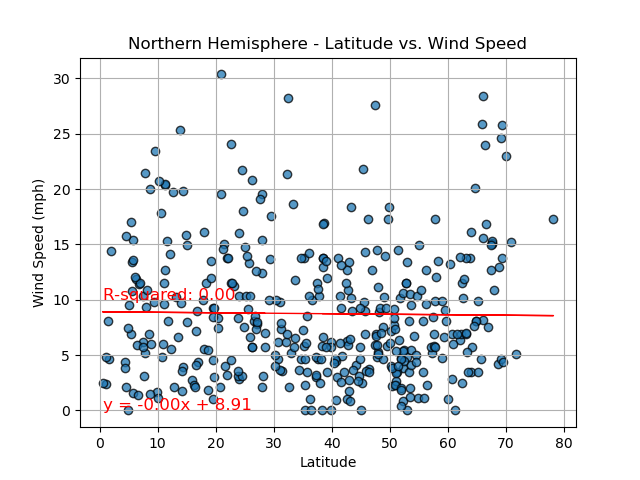 Northern Hemisphere - Latitude vs. Wind Speed
30
25
20
15
10
5
0
Wind Speed (mph)
R-squared: 0.00
y = -0.00x + 8.91
0 10 20 30 40 50 60 70 80
Latitude